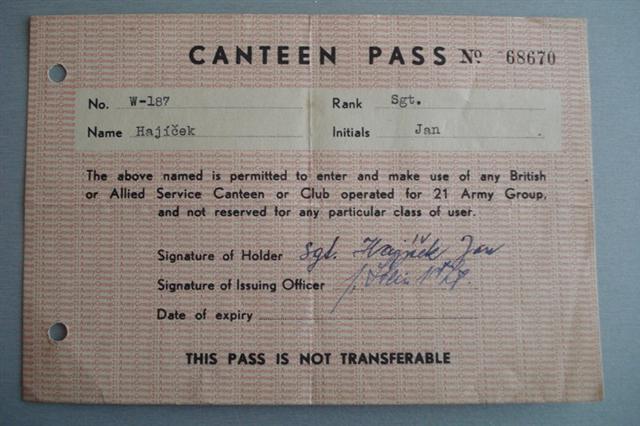 CANTEEN PASS No 68670
No. W-187 Rank Sgt.
Name Hajíček Initials Jan
The above named is permitted to enter and make use of any British
or Allied Service Canteen or Club operated for 21 Army Group,
and not reserved for any particular class of user.
Signature of Holder Sgt. Hajíček Jan
Signature of Issuing Officer
Date of expiry
THIS PASS IS NOT TRANSFERABLE